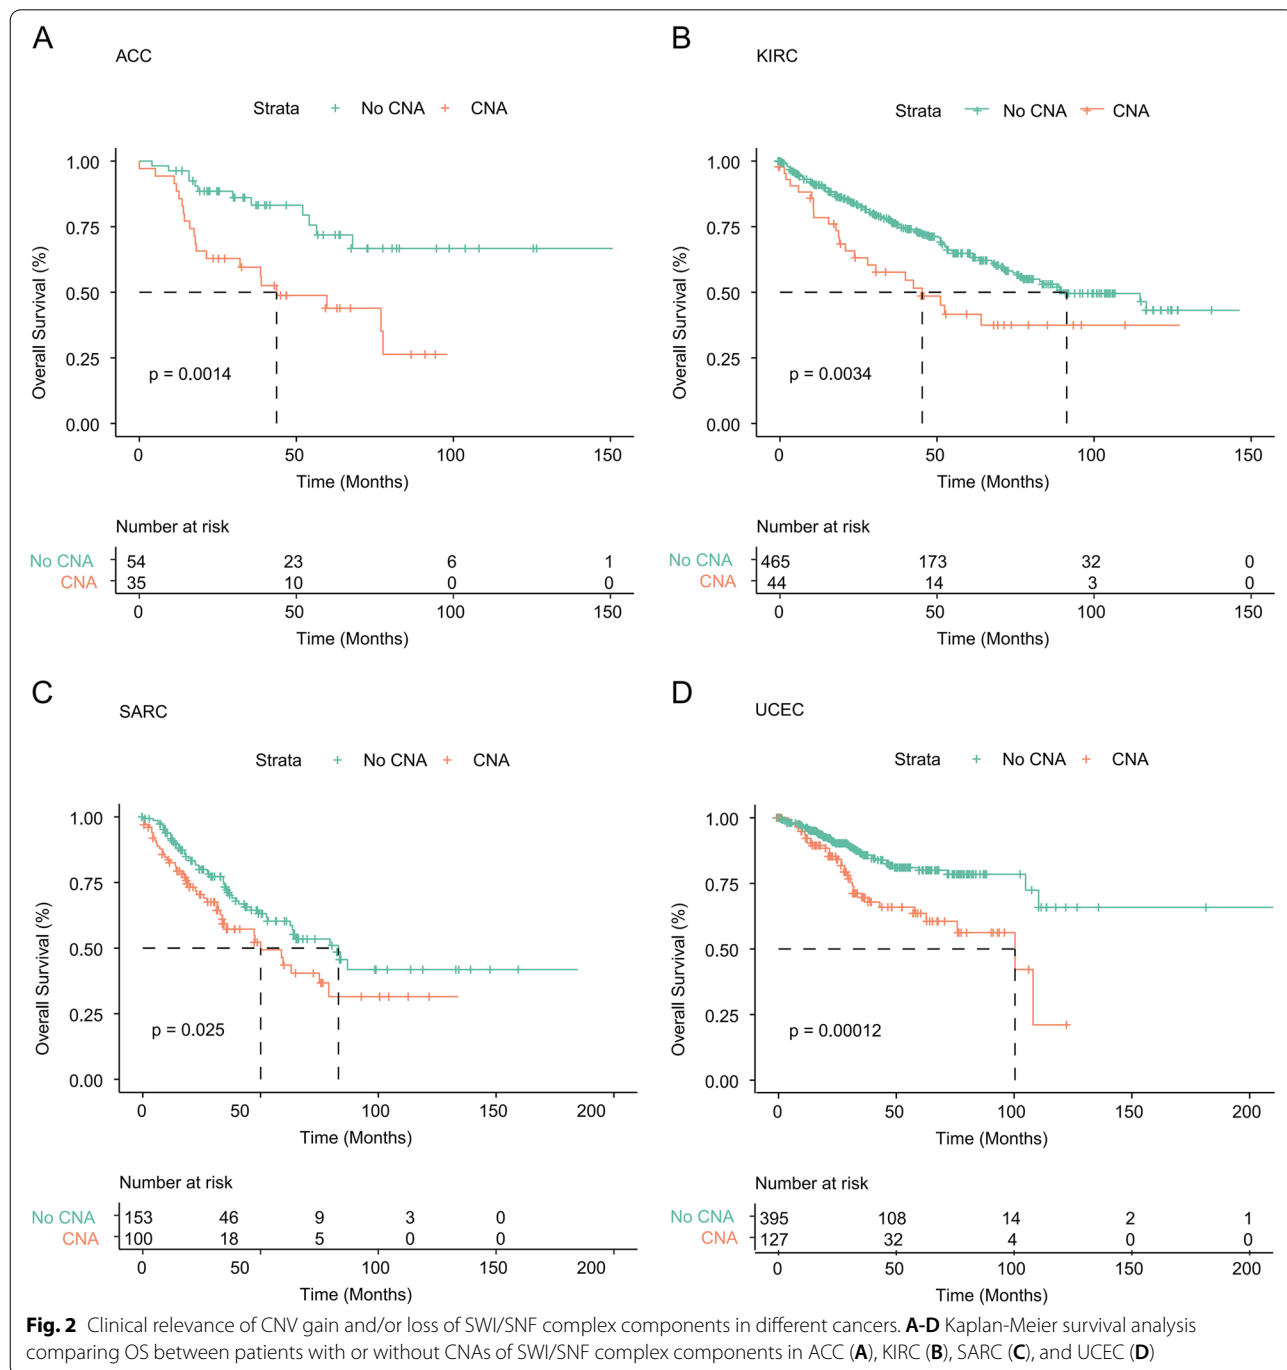 A
ACC
Strata No CNA CNA
1.00
0.75
0.50
0.25
0.00
Overall Survival (%)
p = 0.0014
0 50 100 150
Time (Months)
Number at risk
No CNA 54 23 6 1
CNA 35 10 0 0
0 50 100 150
Time (Months)
B
KIRC
Strata No CNA CNA
1.00
0.75
0.50
0.25
0.00
Overall Survival (%)
p = 0.0034
0 50 100 150
Time (Months)
Number at risk
No CNA 465 173 32 0
CNA 44 14 3 0
0 50 100 150
Time (Months)
C
SARC
Strata No CNA CNA
1.00
0.75
0.50
0.25
0.00
Overall Survival (%)
p = 0.025
0 50 100 150 200
Time (Months)
Number at risk
No CNA 153 46 9 3 0
CNA 100 18 5 0 0
0 50 100 150 200
Time (Months)
D
UCEC
Strata No CNA CNA
1.00
0.75
0.50
0.25
0.00
Overall Survival (%)
p = 0.00012
0 50 100 150 200
Time (Months)
Number at risk
No CNA 395 108 14 2 1
CNA 127 32 4 0 0
0 50 100 150 200
Time (Months)
Fig. 2 Clinical relevance of CNV gain and/or loss of SWI/SNF complex components in different cancers. A-D Kaplan-Meier survival analysis
comparing OS between patients with or without CNAs of SWI/SNF complex components in ACC (A), KIRC (B), SARC (C), and UCEC (D)